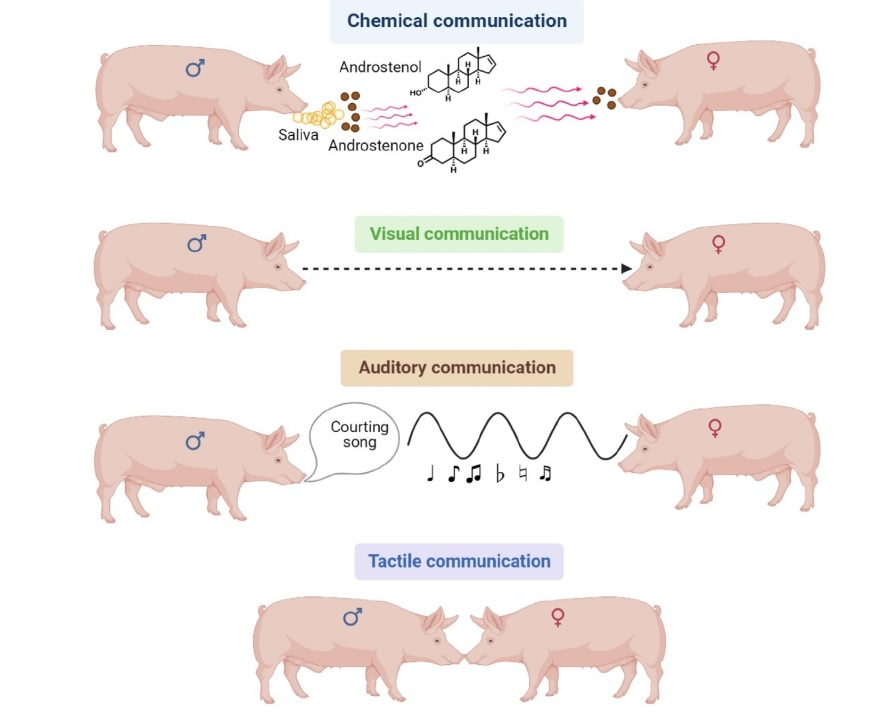 Chemical communication
♂
♀
Androstenol
HO
H
H
H
H
Saliva
Androstenone
O
H
H
H
H
Visual communication
♂
♀
Auditory communication
♂
♀
Courting
song
♩ ♪ ♫ ♭ ♮ ♬
Tactile communication
♂
♀